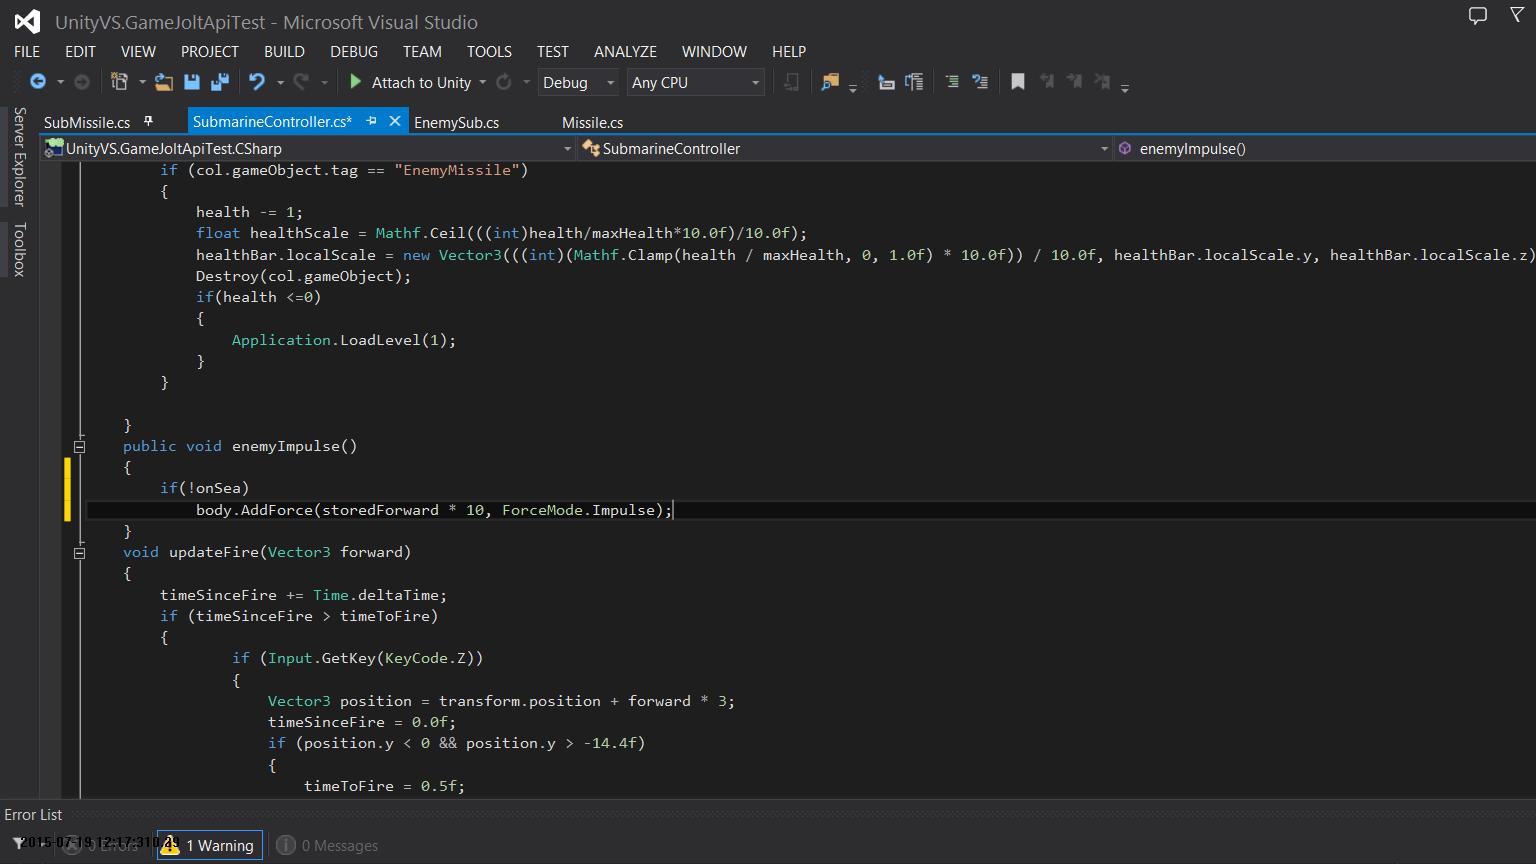 UnityVS.GameJoltApiTest - Microsoft Visual Studio
FILE EDIT VIEW PROJECT BUILD DEBUG TEAM TOOLS TEST ANALYZE WINDOW HELP
Attach to Unity Debug Any CPU
Server Explorer
Toolbox
SubMissile.cs SubmarineController.cs* EnemySub.cs Missile.cs
UnityVS.GameJoltApiTest.CSharp SubmarineController enemyImpulse()
if (col.gameObject.tag == "EnemyMissile")
{
health -= 1;
float healthScale = Mathf.Ceil(((int)health/maxHealth*10.0f)/10.0f);
healthBar.localScale = new Vector3(((int)(Mathf.Clamp(health / maxHealth, 0, 1.0f) * 10.0f)) / 10.0f, healthBar.localScale.y, healthBar.localScale.z)
Destroy(col.gameObject);
if(health <=0)
{
Application.LoadLevel(1);
}
}
}
public void enemyImpulse()
{
if(!onSea)
body.AddForce(storedForward * 10, ForceMode.Impulse);
}
void updateFire(Vector3 forward)
{
timeSinceFire += Time.deltaTime;
if (timeSinceFire > timeToFire)
{
if (Input.GetKey(KeyCode.Z))
{
Vector3 position = transform.position + forward * 3;
timeSinceFire = 0.0f;
if (position.y < 0 && position.y > -14.4f)
{
timeToFire = 0.5f;
Error List
0 Errors 1 Warning 0 Messages